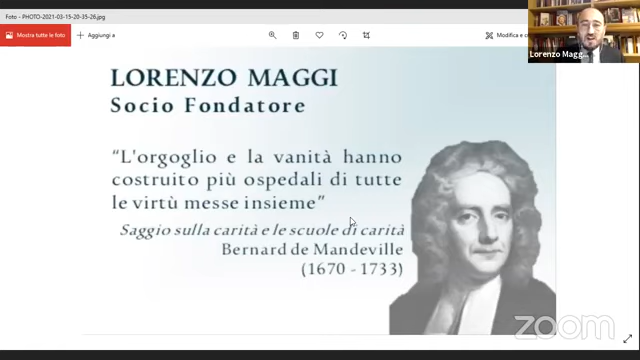 Foto - PHOTO-2021-03-15-20-35-26.jpg
Mostra tutte le foto
Aggiungi a
Modifica e
Lorenzo Magg...
LORENZO MAGGI
Socio Fondatore
“L'orgoglio e la vanità hanno
costruito più ospedali di tutte
le virtù messe insieme”
Saggio sulla carità e le scuole di carità
Bernard de Mandeville
(1670 - 1733)
zoom